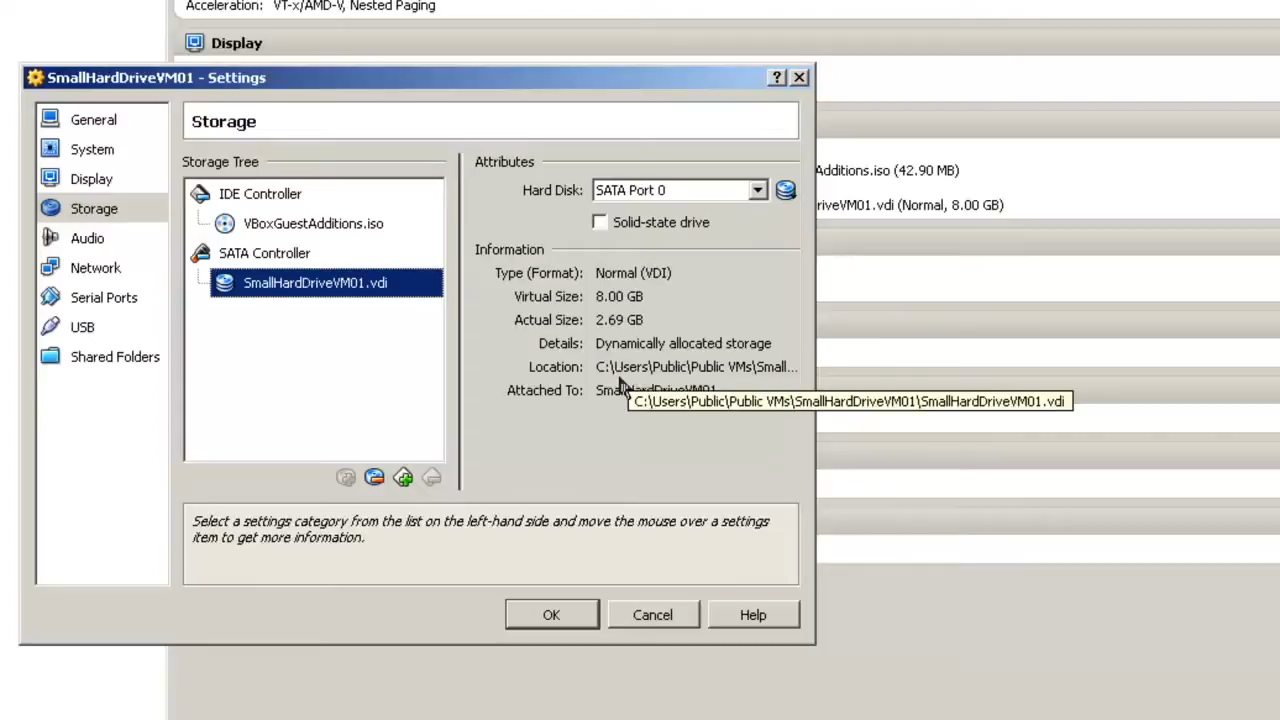 Acceleration: VT-x/AMD-V, Nested Paging
Display
SmallHardDriveVM01 - Settings
General
System
Display
Storage
Audio
Network
Serial Ports
USB
Shared Folders
Storage
Storage Tree
IDE Controller
VBoxGuestAdditions.iso
SATA Controller
SmallHardDriveVM01.vdi
Attributes
Hard Disk: SATA Port 0
Solid-state drive
Information
Type (Format): Normal (VDI)
Virtual Size: 8.00 GB
Actual Size: 2.69 GB
Details: Dynamically allocated storage
Location: C:\Users\Public\Public VMs\Small...
Attached To: SmallHardDriveVM01
C:\Users\Public\Public VMs\SmallHardDriveVM01\SmallHardDriveVM01.vdi
Select a settings category from the list on the left-hand side and move the mouse over a settings
item to get more information.
OK Cancel Help
Additions.iso (42.90 MB)
riveVM01.vdi (Normal, 8.00 GB)